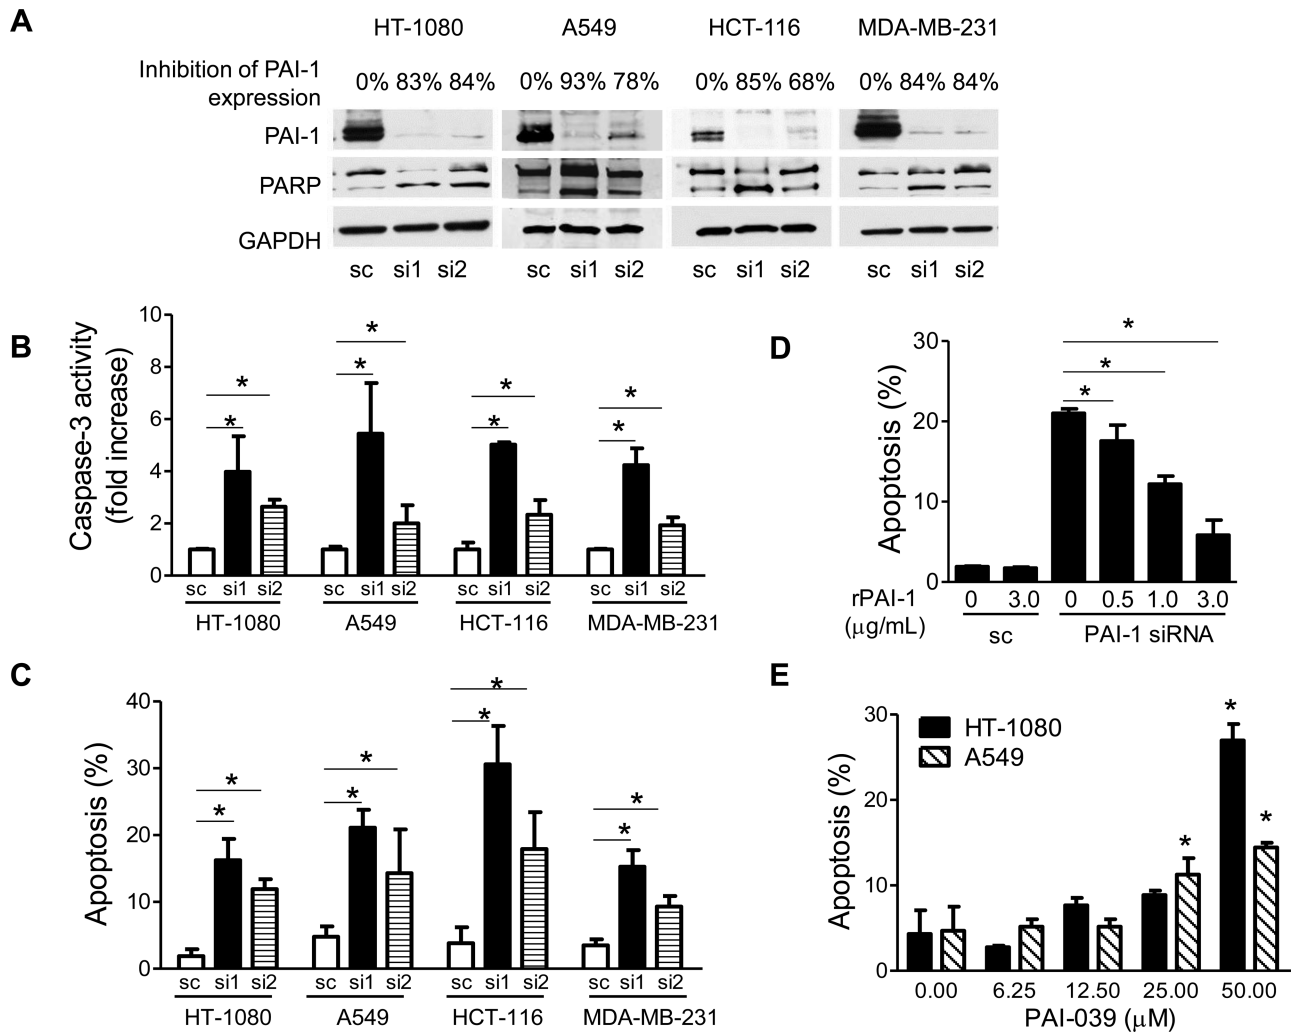 A
HT-1080 A549 HCT-116 MDA-MB-231
Inhibition of PAI-1
expression
0% 83% 84% 0% 93% 78% 0% 85% 68% 0% 84% 84%
PAI-1
PARP
GAPDH
sc si1 si2 sc si1 si2 sc si1 si2 sc si1 si2
B
Caspase-3 activity
(fold increase)
10
8
6
4
2
0
* * * * * * * *
sc si1 si2 sc si1 si2 sc si1 si2 sc si1 si2
HT-1080 A549 HCT-116 MDA-MB-231
C
Apoptosis (%)
40
30
20
10
0
* * * * * * * *
sc si1 si2 sc si1 si2 sc si1 si2 sc si1 si2
HT-1080 A549 HCT-116 MDA-MB-231
D
Apoptosis (%)
30
20
10
0
*
*
*
rPAI-1
(μg/mL)
0 3.0 0 0.5 1.0 3.0
sc PAI-1 siRNA
E
Apoptosis (%)
30
20
10
0
HT-1080
A549
* * *
0.00 6.25 12.50 25.00 50.00
PAI-039 (μM)